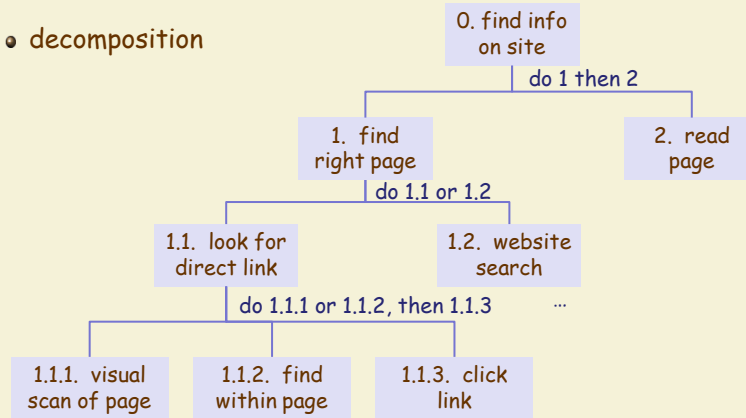 decomposition
0. find info
on site
do 1 then 2
1. find
right page
2. read
page
do 1.1 or 1.2
1.1. look for
direct link
1.2. website
search
do 1.1.1 or 1.1.2, then 1.1.3
...
1.1.1. visual
scan of page
1.1.2. find
within page
1.1.3. click
link